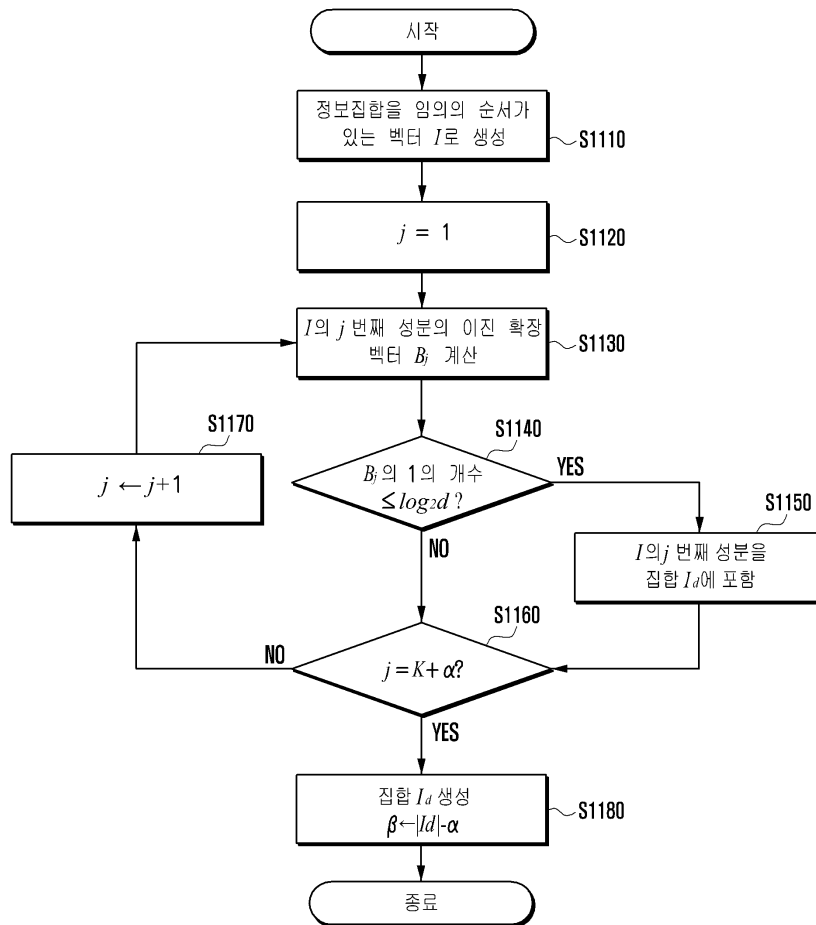 시작
정보집합을 임의의 순서가
있는 벡터 I로 생성
S1110
j = 1
S1120
I의 j 번째 성분의 이진 확장
벡터 Bj 계산
S1130
S1170
j ← j+1
S1140
Bj의 1의 개수
≤log2d ?
YES
NO
S1150
I의 j 번째 성분을
집합 Id에 포함
S1160
j=K+α?
NO
YES
집합 Id 생성
β←|Id|-α
S1180
종료